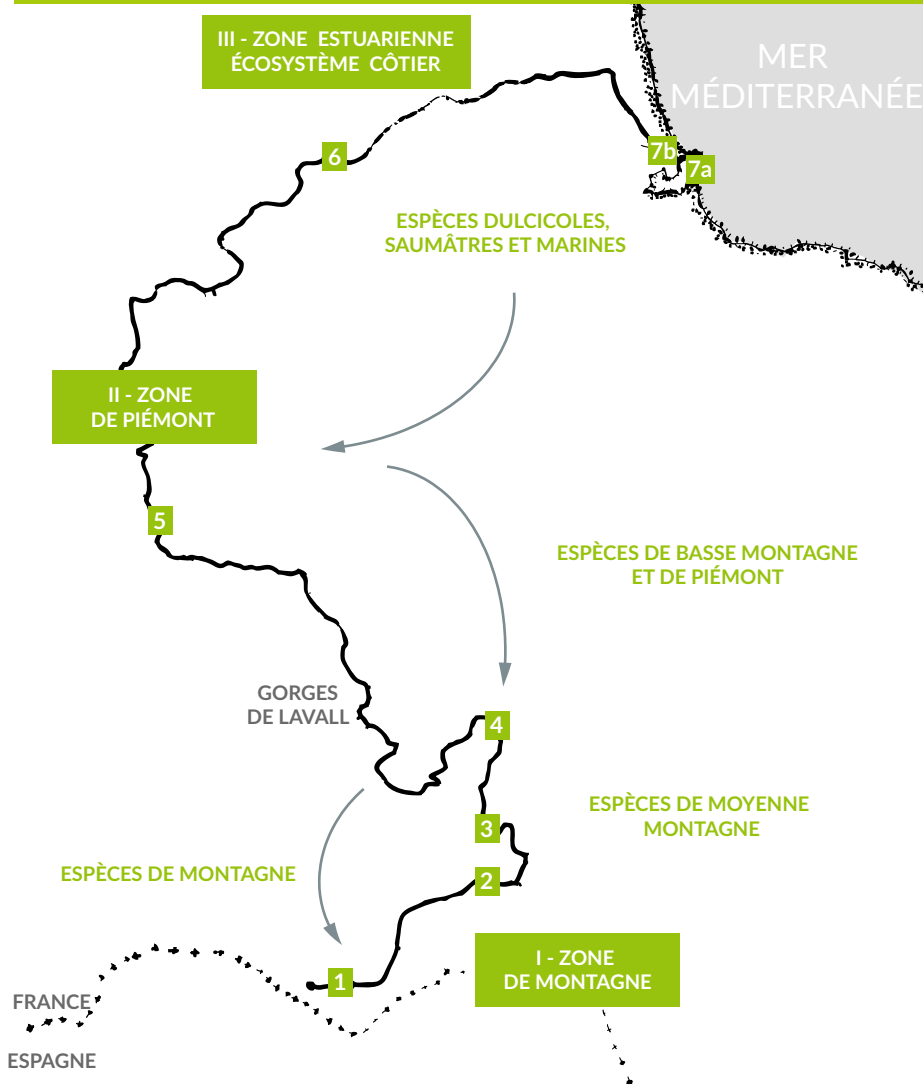 III - ZONE ESTUARIENNE
ÉCOSYSTÈME CÔTIER
MER
MÉDITERRANÉE
6
7b
7a
ESPÈCES DULCICOLES,
SAUMÂTRES ET MARINES
II - ZONE
DE PIÉMONT
5
ESPÈCES DE BASSE MONTAGNE
ET DE PIÉMONT
GORGES
DE LAVALL
4
ESPÈCES DE MOYENNE
MONTAGNE
3
ESPÈCES DE MONTAGNE
2
I - ZONE
DE MONTAGNE
1
FRANCE
ESPAGNE